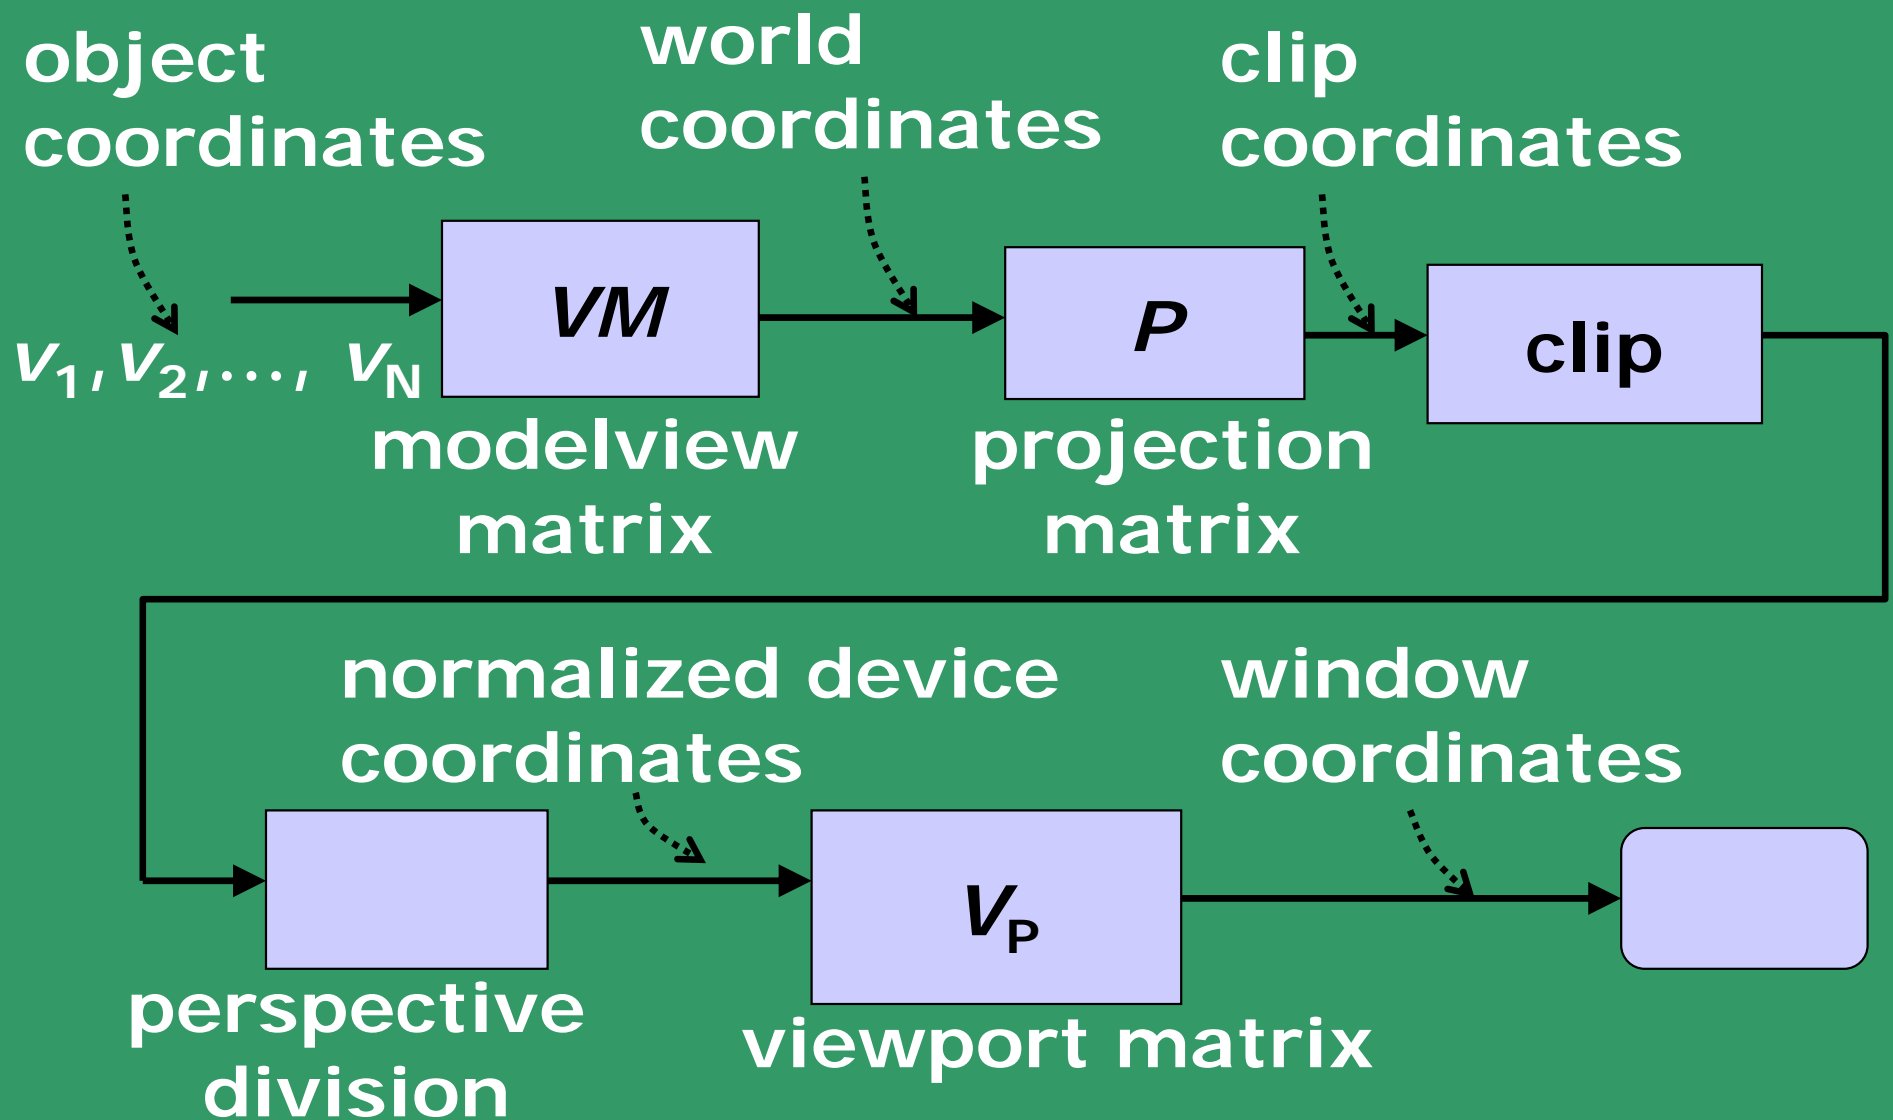 object
coordinates
world
coordinates
clip
coordinates
v1, v2,..., vN
VM
modelview
matrix
P
projection
matrix
clip
normalized device
coordinates
window
coordinates
perspective
division
VP
viewport matrix